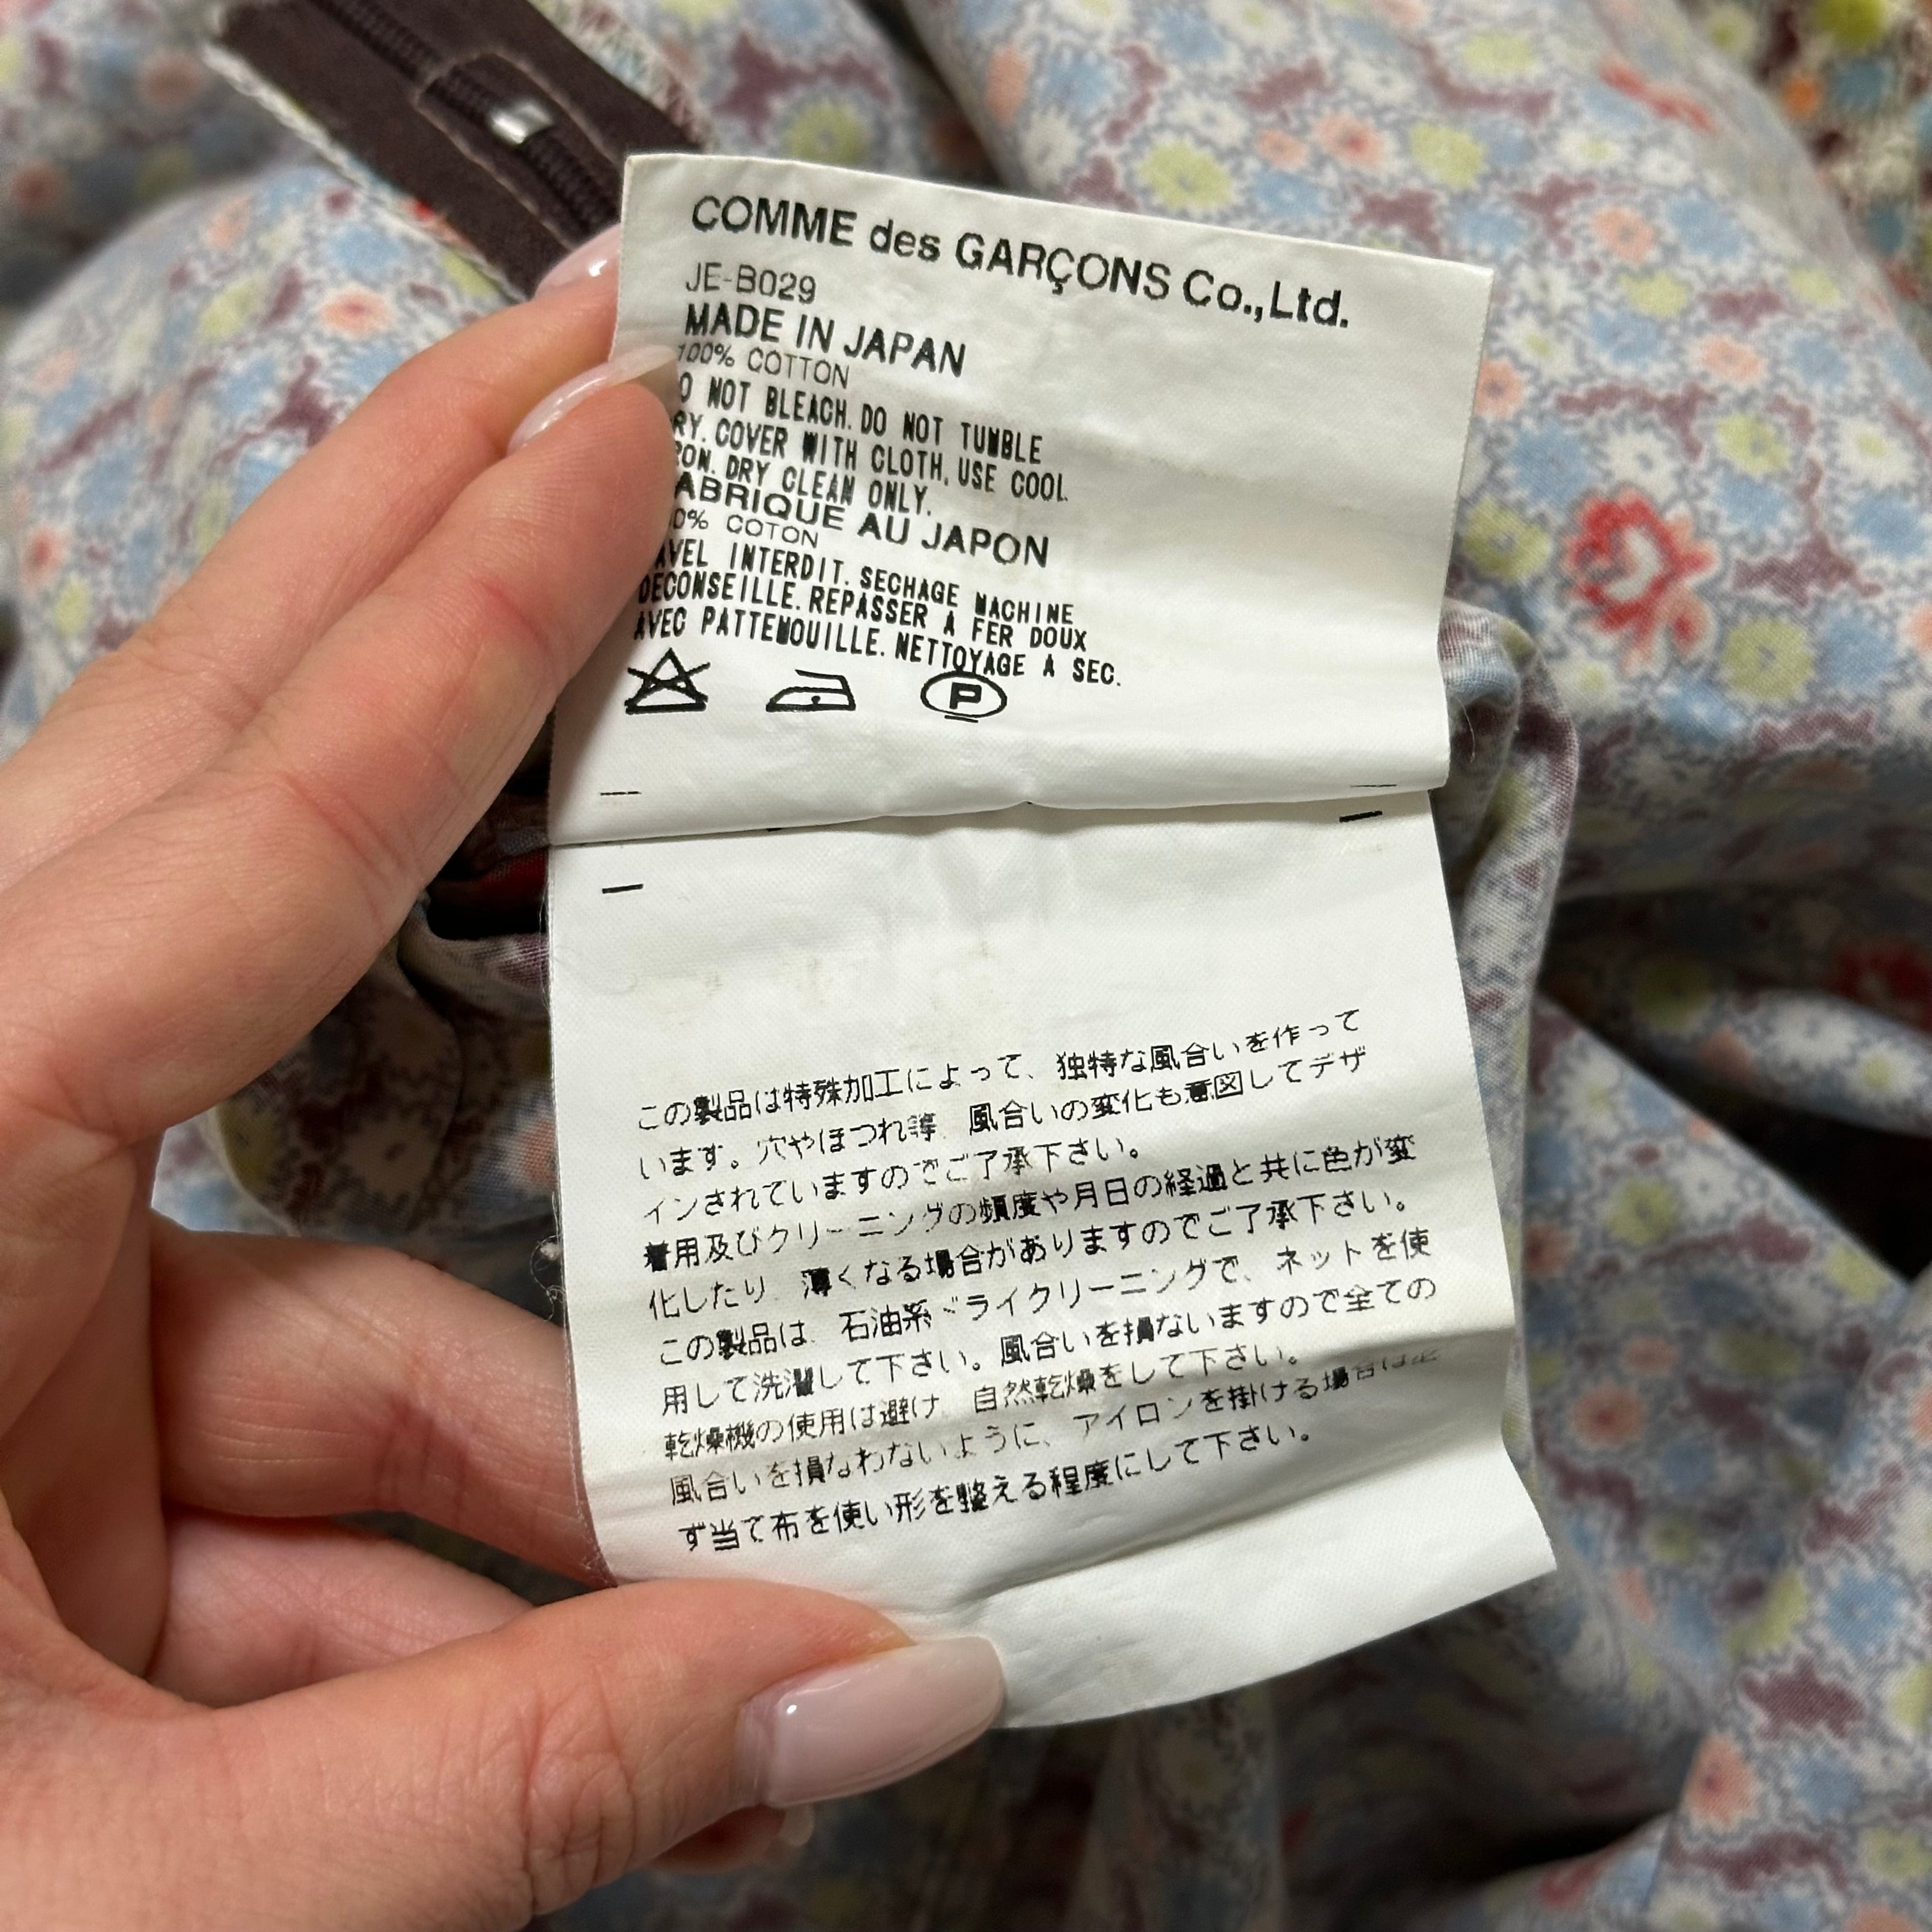 COMME des GARÇONS Co.,Ltd.
JE-B029
MADE IN JAPAN
100% COTTON
O NOT BLEACH. DO NOT TUMBLE
RY. COVER WITH CLOTH. USE COOL
RON. DRY CLEAN ONLY.
ABRIQUE AU JAPON
0% COTON
AVEL INTERDIT. SECHAGE MACHINE
DECONSEILLE. REPASSER A FER DOUX
AVEC PATTEMOUILLE. NETTOYAGE A SEC.
P
この製品は特殊加工によって、独特な風合いを作って
います。穴やほつれ等 風合いの変化も意図してデザ
インされていますのでご了承下さい。
着用及びクリーニングの頻度や月日の経過と共に色が変
化したり 薄くなる場合がありますのでご了承下さい。
この製品は 石油系ドライクリーニングで、ネットを使
用して洗濯して下さい。風合いを損ないますので全ての
乾燥機の使用は避け 自然乾燥をして下さい。
風合いを損なわないように、アイロンを掛ける場合は必
ず当て布を使い形を整える程度にして下さい。